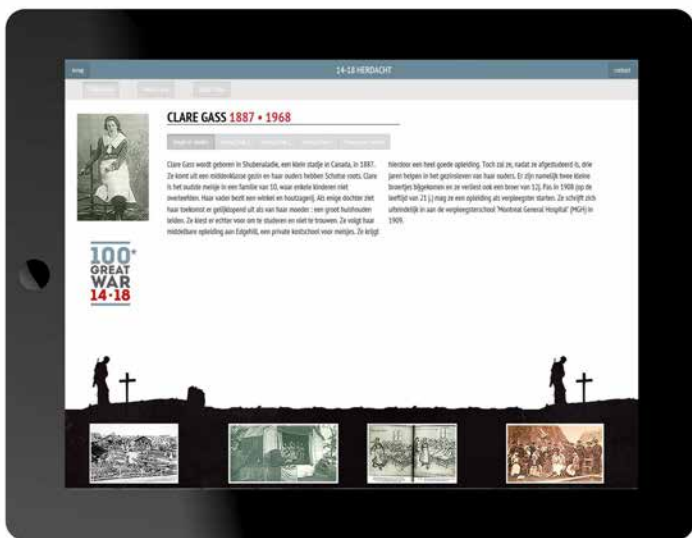 terug
14-18 HERDACHT
contact
CLARE GASS 1887 • 1968
Clare Gass wordt geboren in Shubenaladie, een klein stadje in Canada, in 1887.
Ze komt uit een middenklasse gezin en haar ouders hebben Schotse roots. Clare
is het oudste meisje in een familie van 10, waar enkele kinderen niet
overleefden. Haar vader bezit een winkel en houtzagerij. Als enige dochter ziet
haar toekomst er gelijklopend uit als van haar moeder : een groot huishouden
leiden. Ze kiest er echter voor om te studeren en niet te trouwen. Ze volgt haar
middelbare opleiding aan Edgehill, een private kostschool voor meisjes. Ze krijgt
hierdoor een heel goede opleiding. Toch zal ze, nadat ze afgestudeerd is, drie
jaren helpen in het gezinsleven van haar ouders. Er zijn namelijk twee kleine
broertjes bijgekomen en ze verliest ook een broer van 12j. Pas in 1908 (op de
leeftijd van 21 j.) mag ze een opleiding als verpleegster starten. Ze schrijft zich
uiteindelijk in aan de verpleegstersschool 'Montreal General Hospital' (MGH) in
1909.
100*
GREAT
WAR
14-18